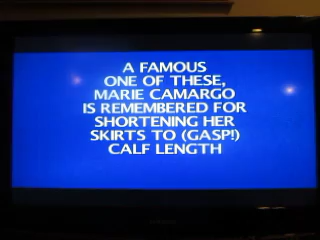 A FAMOUS
ONE OF THESE,
MARIE CAMARGO
IS REMEMBERED FOR
SHORTENING HER
SKIRTS TO (GASP!)
CALF LENGTH